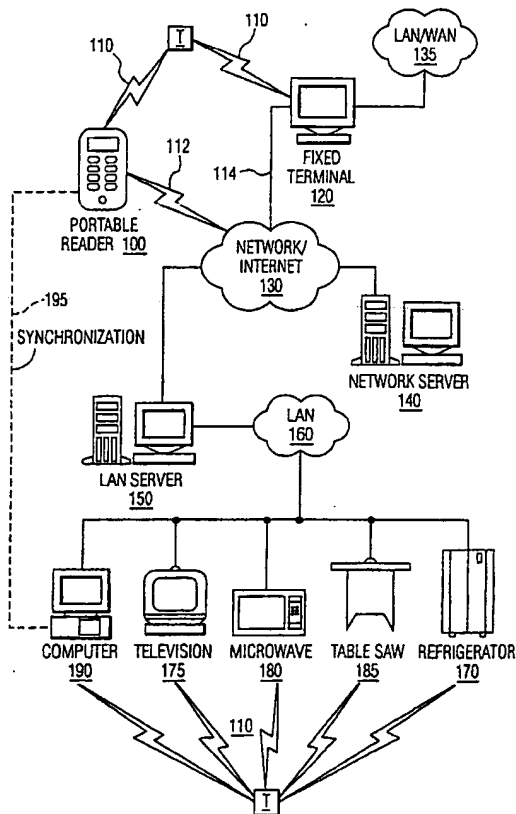 110
T
110
LAN/WAN
135
112
114
FIXED
TERMINAL
120
PORTABLE
READER 100
NETWORK/
INTERNET
130
195
SYNCHRONIZATION
NETWORK SERVER
140
LAN
160
LAN SERVER
150
COMPUTER
190
TELEVISION
175
MICROWAVE
180
TABLE SAW
185
REFRIGERATOR
170
110
T